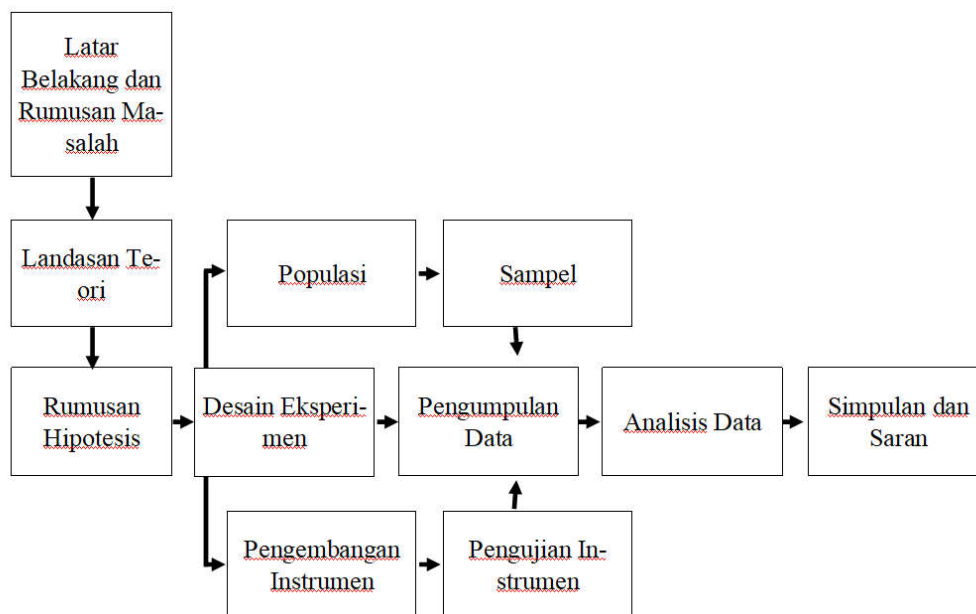 Latar
Belakang dan
Rumusan Ma-
salah
Landasan Te-
ori
Populasi
Sampel
Rumusan
Hipotesis
Desain Eksperi-
men
Pengumpulan
Data
Analisis Data
Simpulan dan
Saran
Pengembangan
Instrumen
Pengujian In-
strumen